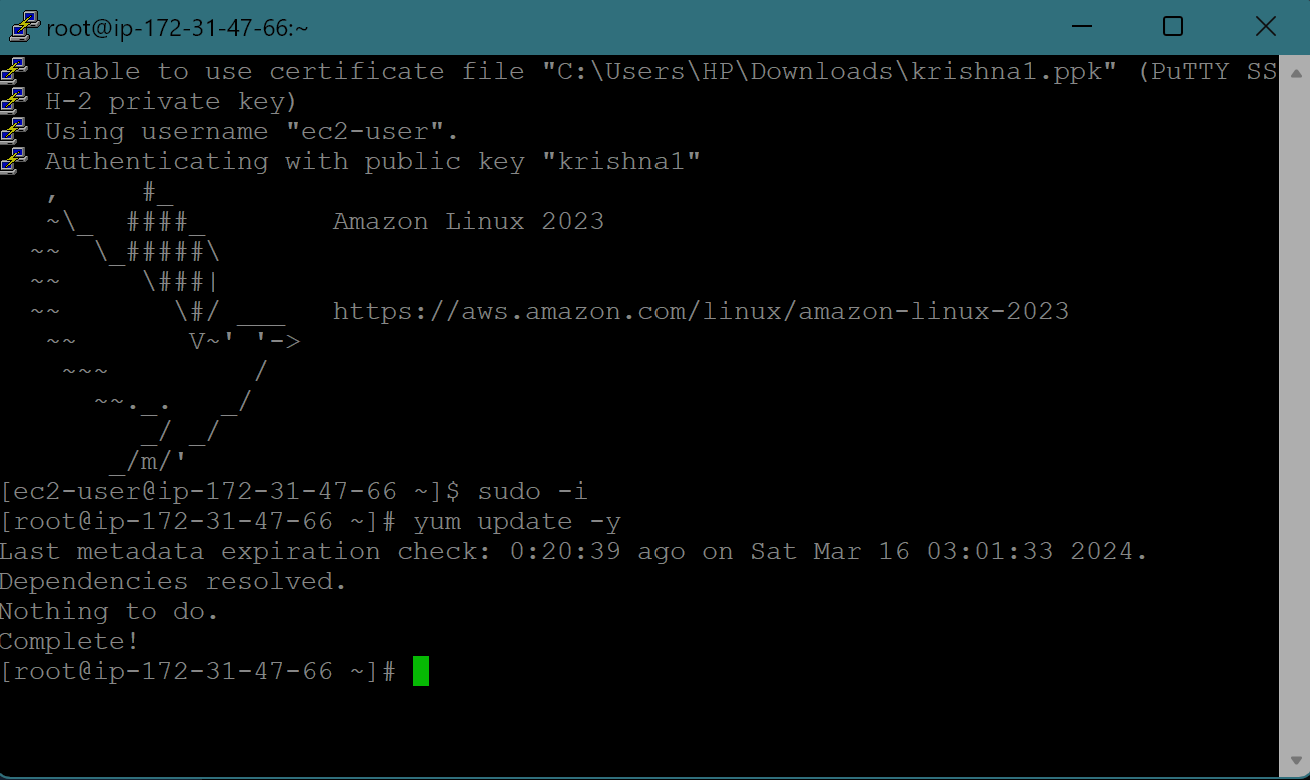 root@ip-172-31-47-66:~
Unable to use certificate file "C:\Users\HP\Downloads\krishna1.ppk" (PuTTY SS
H-2 private key)
Using username "ec2-user".
Authenticating with public key "krishna1"
   ,     #_
   ~\_  ####_        Amazon Linux 2023
  ~~  \_#####\
  ~~     \###|
  ~~       \#/ ___   https://aws.amazon.com/linux/amazon-linux-2023
   ~~       V~' '->
    ~~~         /
      ~~._.   _/
         _/ _/
       _/m/'
[ec2-user@ip-172-31-47-66 ~]$ sudo -i
[root@ip-172-31-47-66 ~]# yum update -y
Last metadata expiration check: 0:20:39 ago on Sat Mar 16 03:01:33 2024.
Dependencies resolved.
Nothing to do.
Complete!
[root@ip-172-31-47-66 ~]#